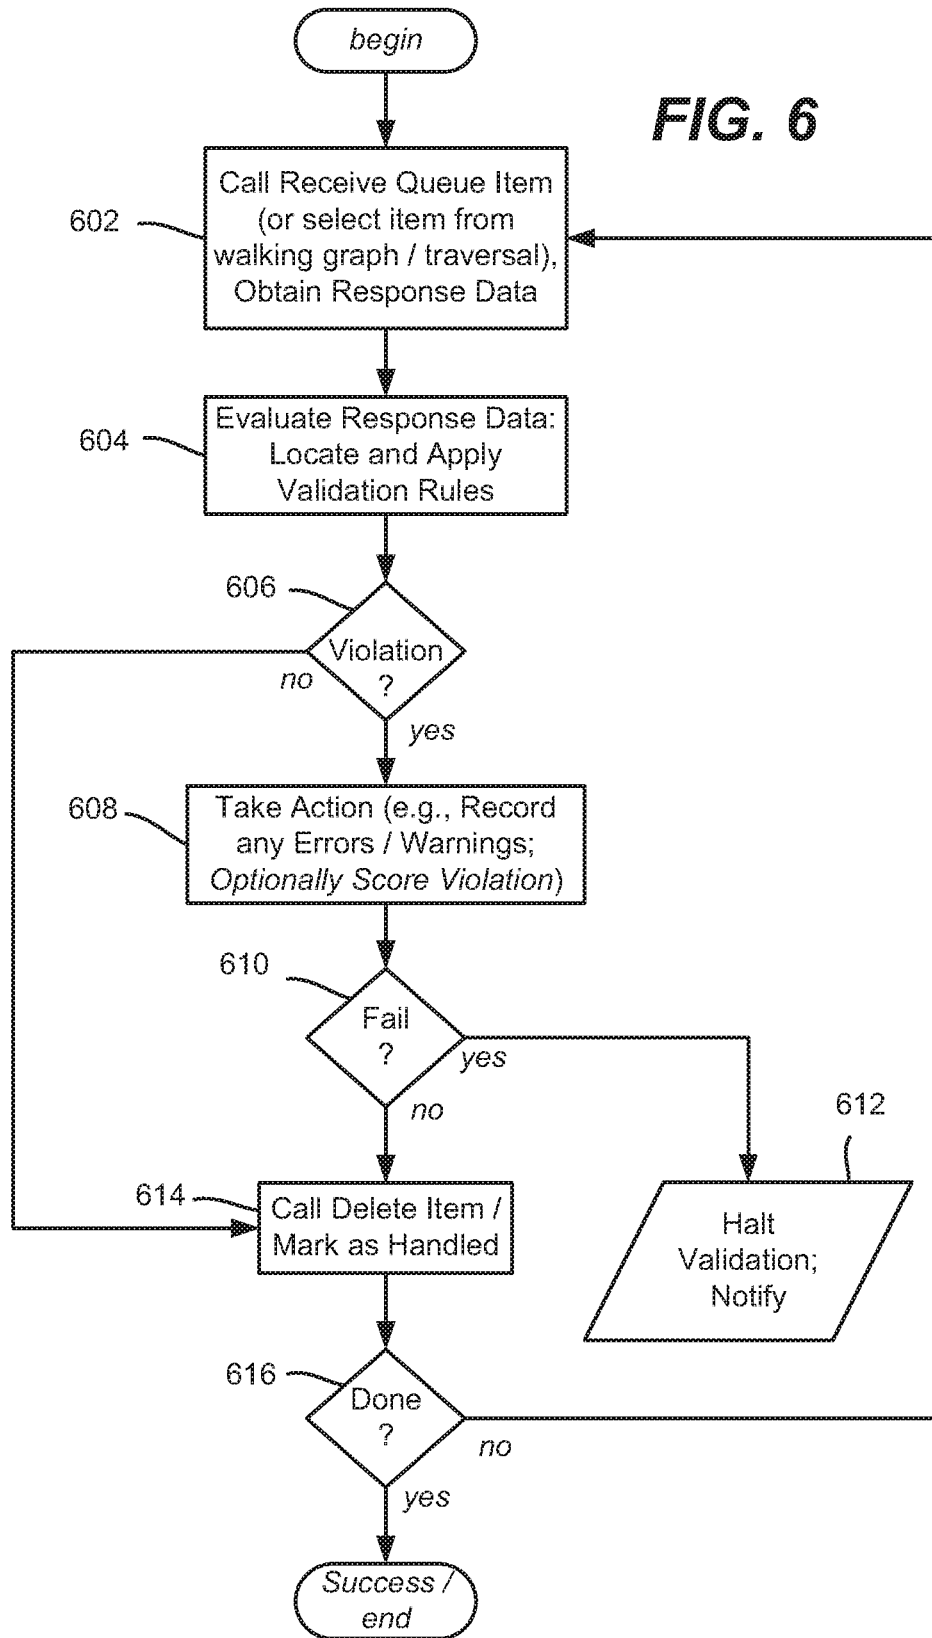 begin
FIG. 6
602
Call Receive Queue Item
(or select item from
walking graph / traversal),
Obtain Response Data
604
Evaluate Response Data:
Locate and Apply
Validation Rules
606
Violation
?
no
yes
608
Take Action (e.g., Record
any Errors / Warnings;
Optionally Score Violation)
610
Fail
?
yes
no
612
614
Call Delete Item /
Mark as Handled
Halt
Validation;
Notify
616
Done
?
no
yes
Success /
end